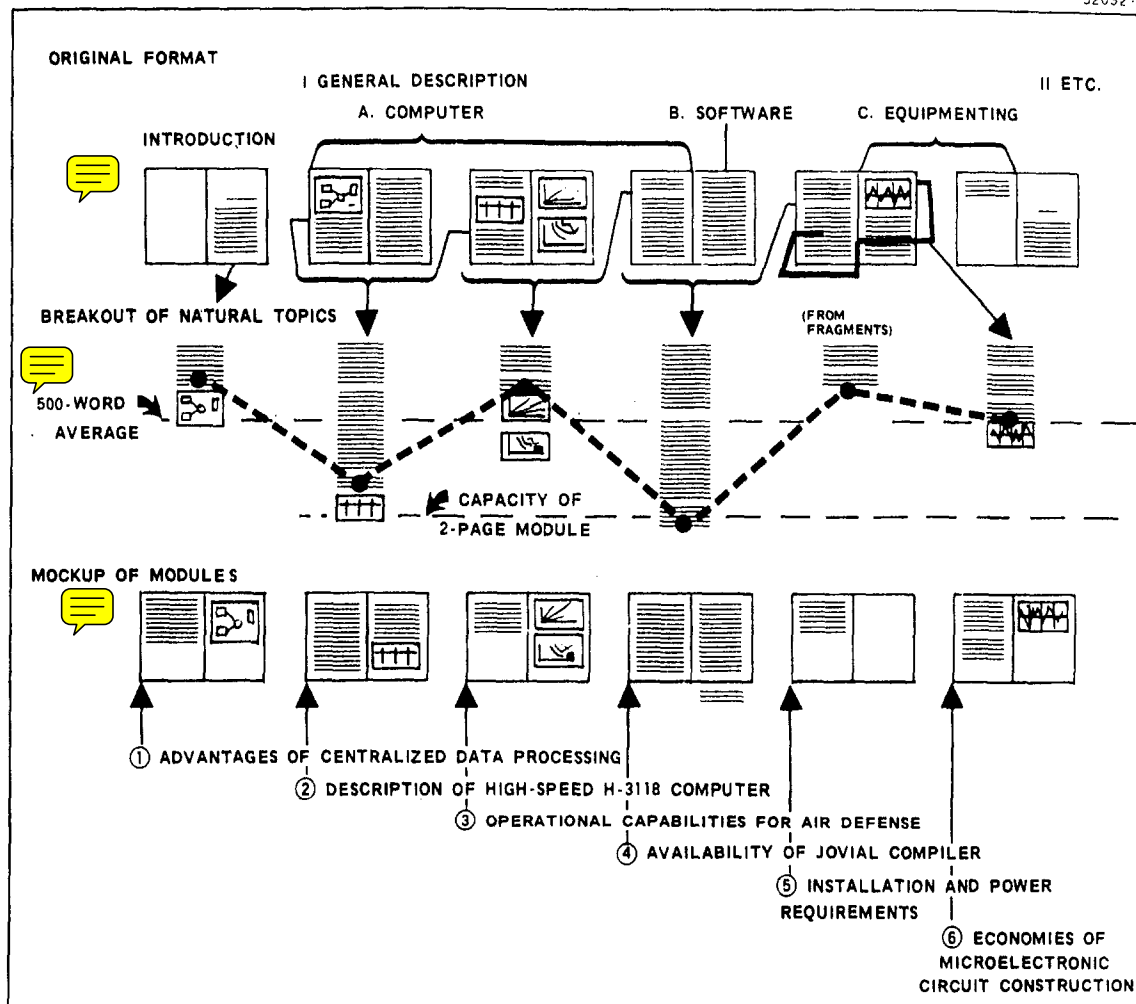 ORIGINAL FORMAT
I GENERAL DESCRIPTION
II ETC.
A. COMPUTER
B. SOFTWARE
C. EQUIPMENTING
INTRODUCTION
BREAKOUT OF NATURAL TOPICS
(FROM
FRAGMENTS)
500-WORD
AVERAGE
CAPACITY OF
2-PAGE MODULE
MOCKUP OF MODULES
① ADVANTAGES OF CENTRALIZED DATA PROCESSING
② DESCRIPTION OF HIGH-SPEED H-3118 COMPUTER
③ OPERATIONAL CAPABILITIES FOR AIR DEFENSE
④ AVAILABILITY OF JOVIAL COMPILER
⑤ INSTALLATION AND POWER
REQUIREMENTS
⑥ ECONOMIES OF
MICROELECTRONIC
CIRCUIT CONSTRUCTION